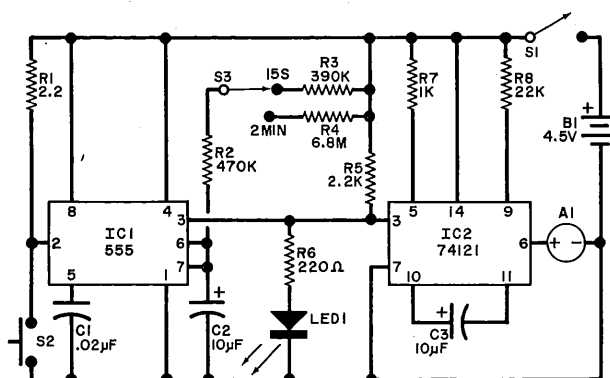 S1
R1
2.2
S3
15S
R3
390K
R7
1K
R8
22K
+
B1
4.5V
2MIN
R4
6.8M
R2
470K
R5
2.2K
8
4
3
3
5
14
9
A1
2
IC1
555
6
7
IC2
74121
6
+ -
R6
220Ω
7
10
11
5
1
+
+
C1
.02µF
S2
C2
10µF
LED1
C3
10µF